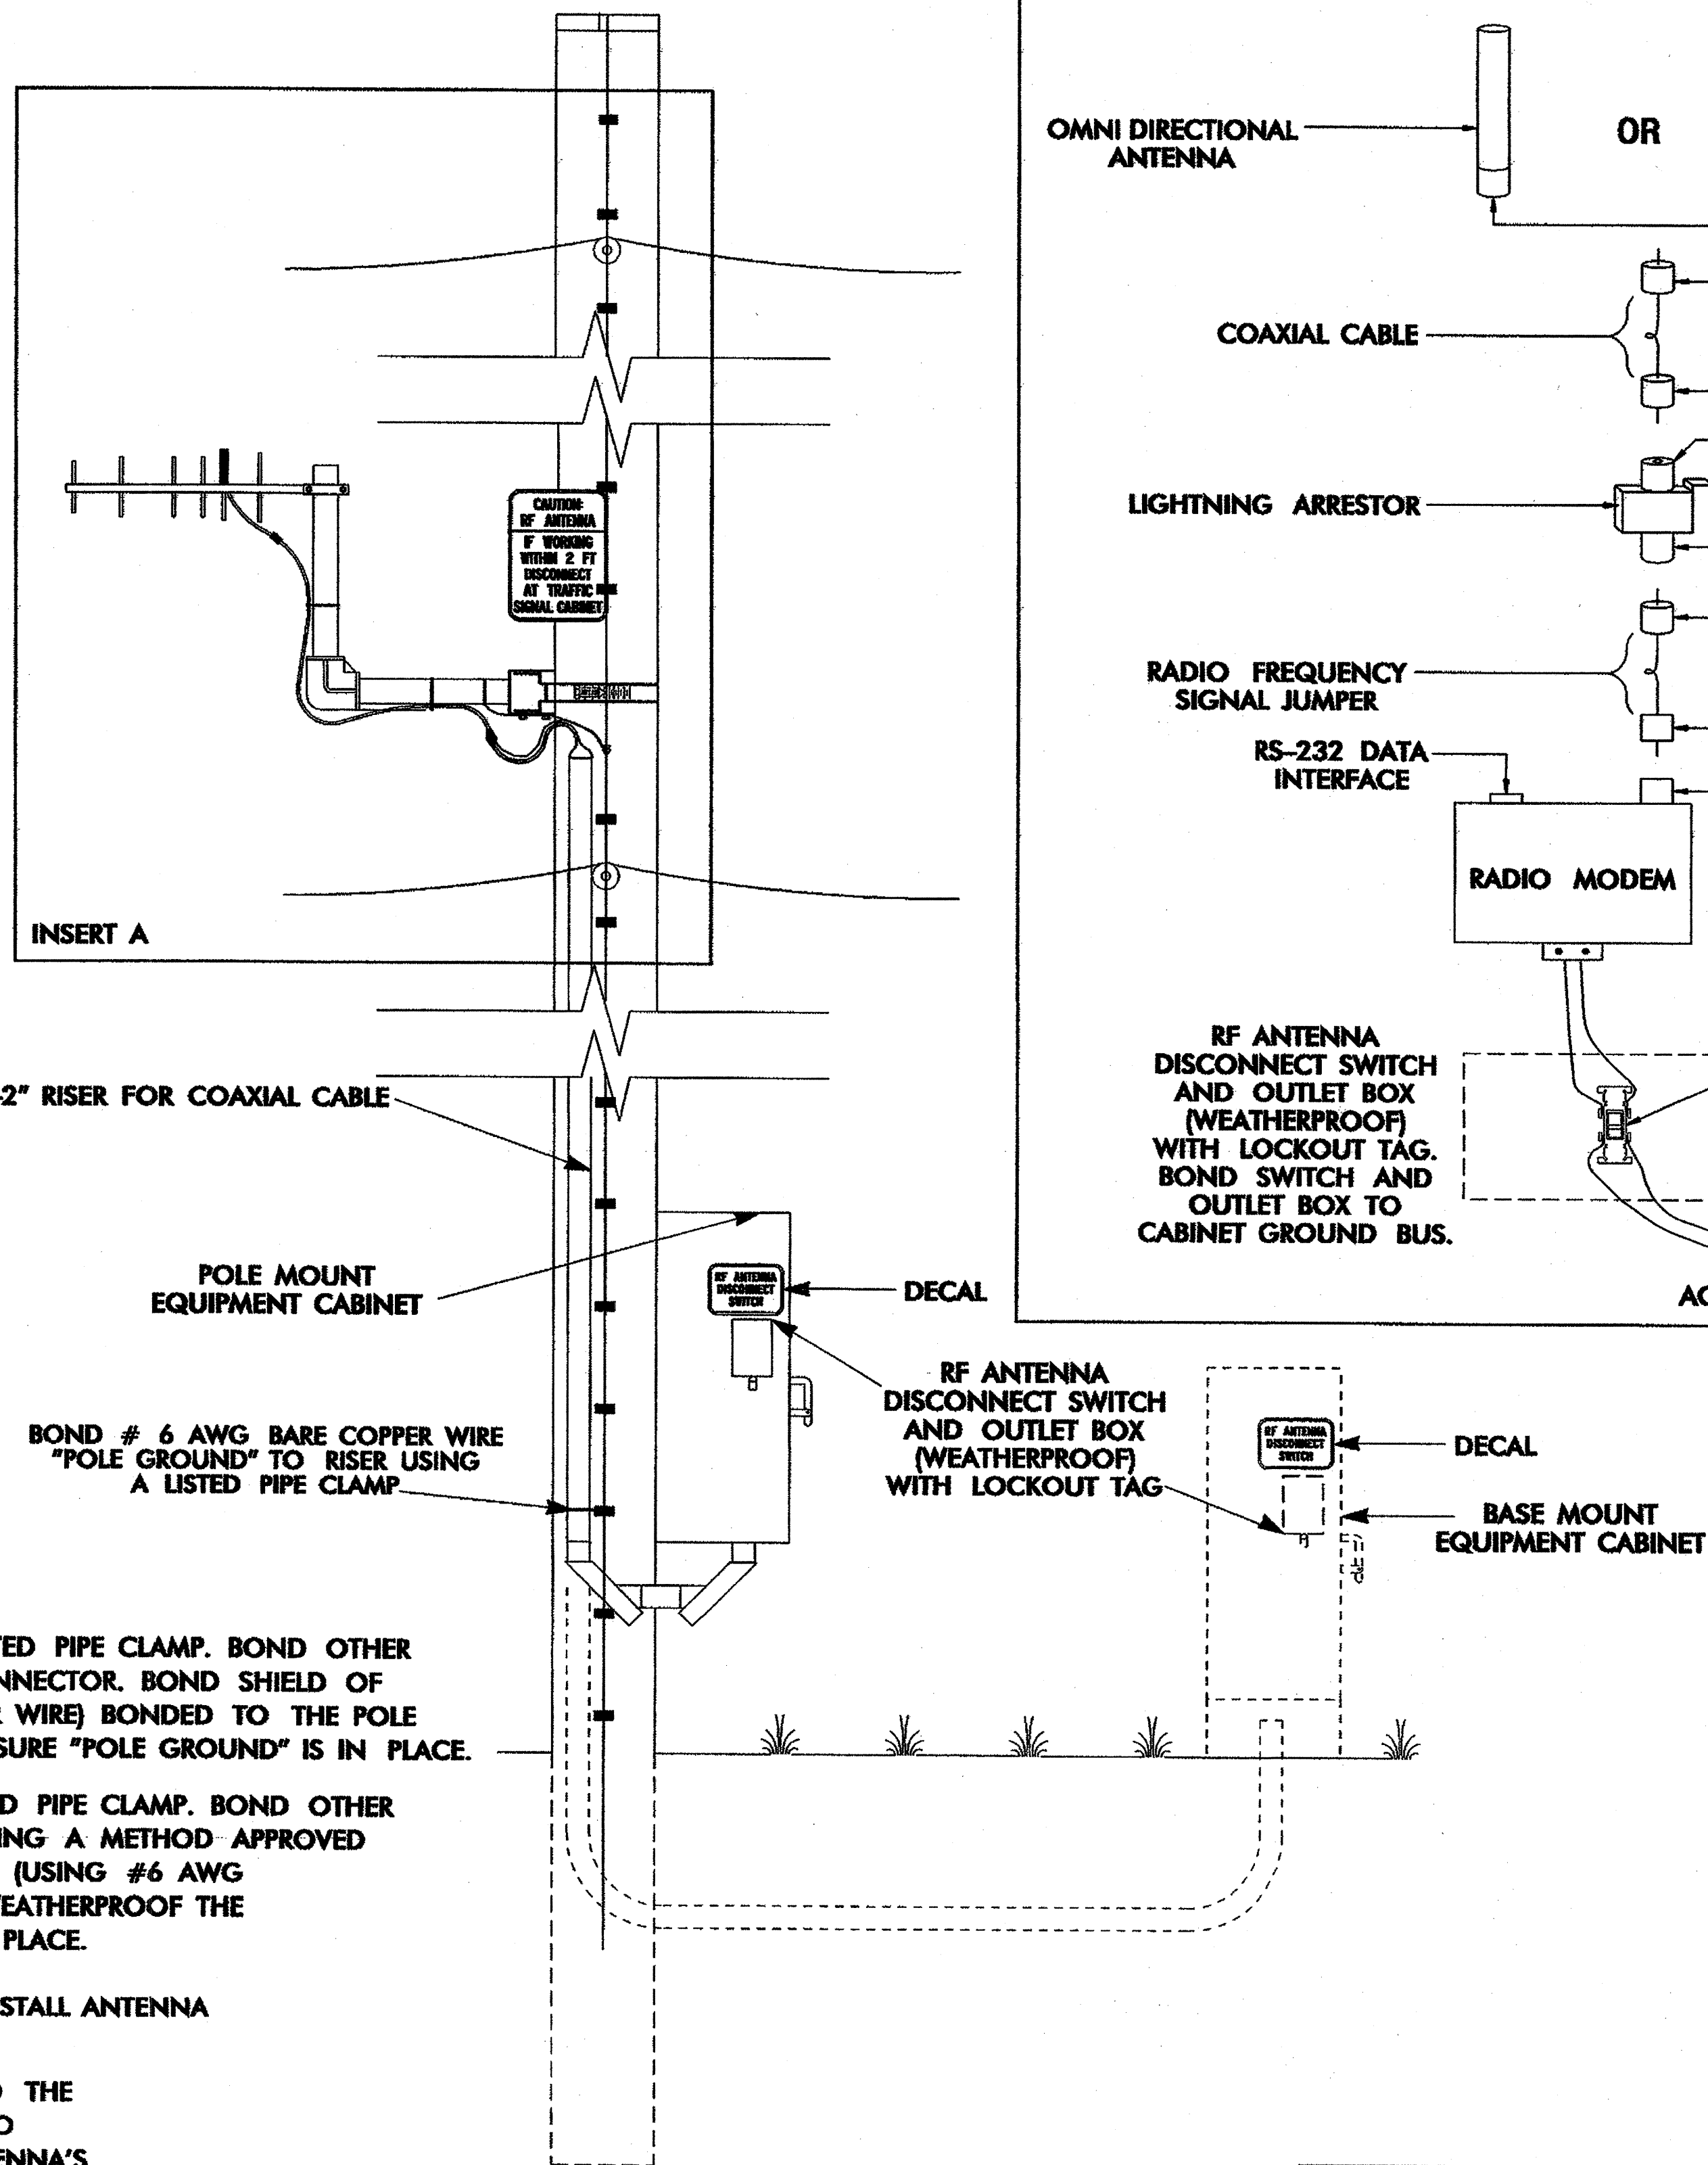 OMNI DIRECTIONAL
ANTENNA
OR
COAXIAL CABLE
LIGHTNING ARRESTOR
RADIO FREQUENCY
SIGNAL JUMPER
RS-232 DATA
INTERFACE
RADIO MODEM
RF ANTENNA
DISCONNECT SWITCH
AND OUTLET BOX
(WEATHERPROOF)
WITH LOCKOUT TAG.
BOND SWITCH AND
OUTLET BOX TO
CABINET GROUND BUS.
CAUTION:
RF ANTENNA
IF WORKING
WITHIN 2 FT
DISCONNECT
AT TRAFFIC
SIGNAL CABINET
INSERT A
-2" RISER FOR COAXIAL CABLE
POLE MOUNT
EQUIPMENT CABINET
RF ANTENNA
DISCONNECT
SWITCH
DECAL
RF ANTENNA
DISCONNECT SWITCH
AND OUTLET BOX
(WEATHERPROOF)
WITH LOCKOUT TAG
BOND # 6 AWG BARE COPPER WIRE
"POLE GROUND" TO RISER USING
A LISTED PIPE CLAMP
RF ANTENNA
DISCONNECT
SWITCH
DECAL
BASE MOUNT
EQUIPMENT CABINET
TED PIPE CLAMP. BOND OTHER
NNECTOR. BOND SHIELD OF
R WIRE) BONDED TO THE POLE
SURE "POLE GROUND" IS IN PLACE.
D PIPE CLAMP. BOND OTHER
ING A METHOD APPROVED
(USING #6 AWG
EATHERPROOF THE
PLACE.
STALL ANTENNA
THE
O
ENNA'S